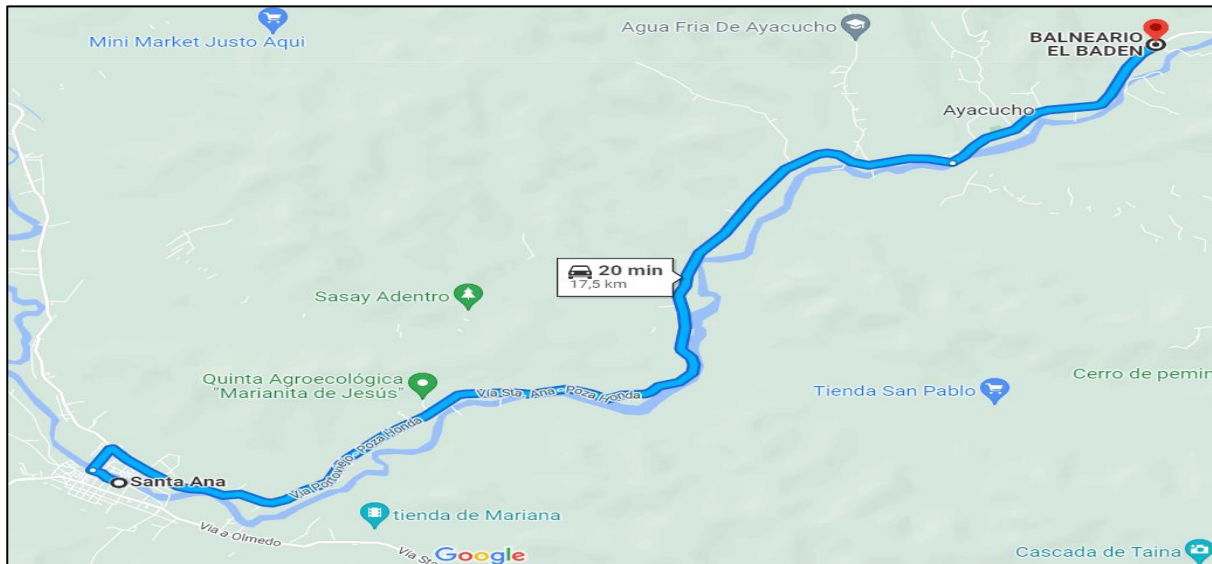 Mini Market Justo Aqui
Agua Fria De Ayacucho
BALNEARIO
EL BADEN
Ayacucho
20 min
17,5 km
Sasay Adentro
Quinta Agroecológica
"Marianita de Jesús"
Vía Sta. Ana - Poza Honda
Tienda San Pablo
Cerro de pemin
Vía Portoviejo - Poza Honda
Santa Ana
tienda de Mariana
Vía a Olmedo
Vía
Google
Cascada de Taina